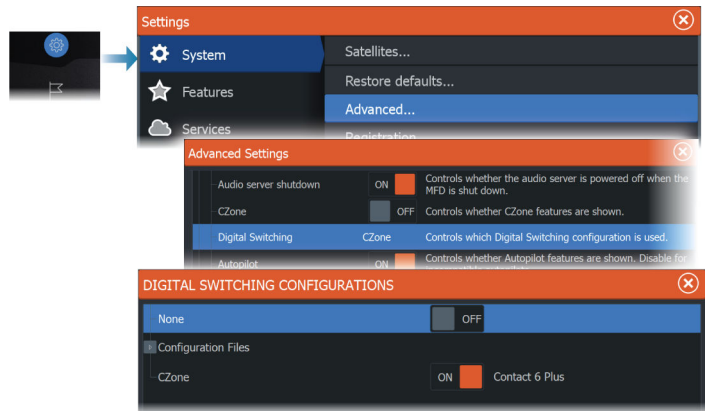 Settings
System
Satellites...
Features
Restore defaults...
Advanced...
Services
Registration
Advanced Settings
Audio server shutdown ON Controls whether the audio server is powered off when the
MFD is shut down.
CZone OFF Controls whether CZone features are shown.
Digital Switching CZone Controls which Digital Switching configuration is used.
Autopilot ON Controls whether Autopilot features are shown. Disable for
DIGITAL SWITCHING CONFIGURATIONS
None OFF
Configuration Files
CZone ON Contact 6 Plus